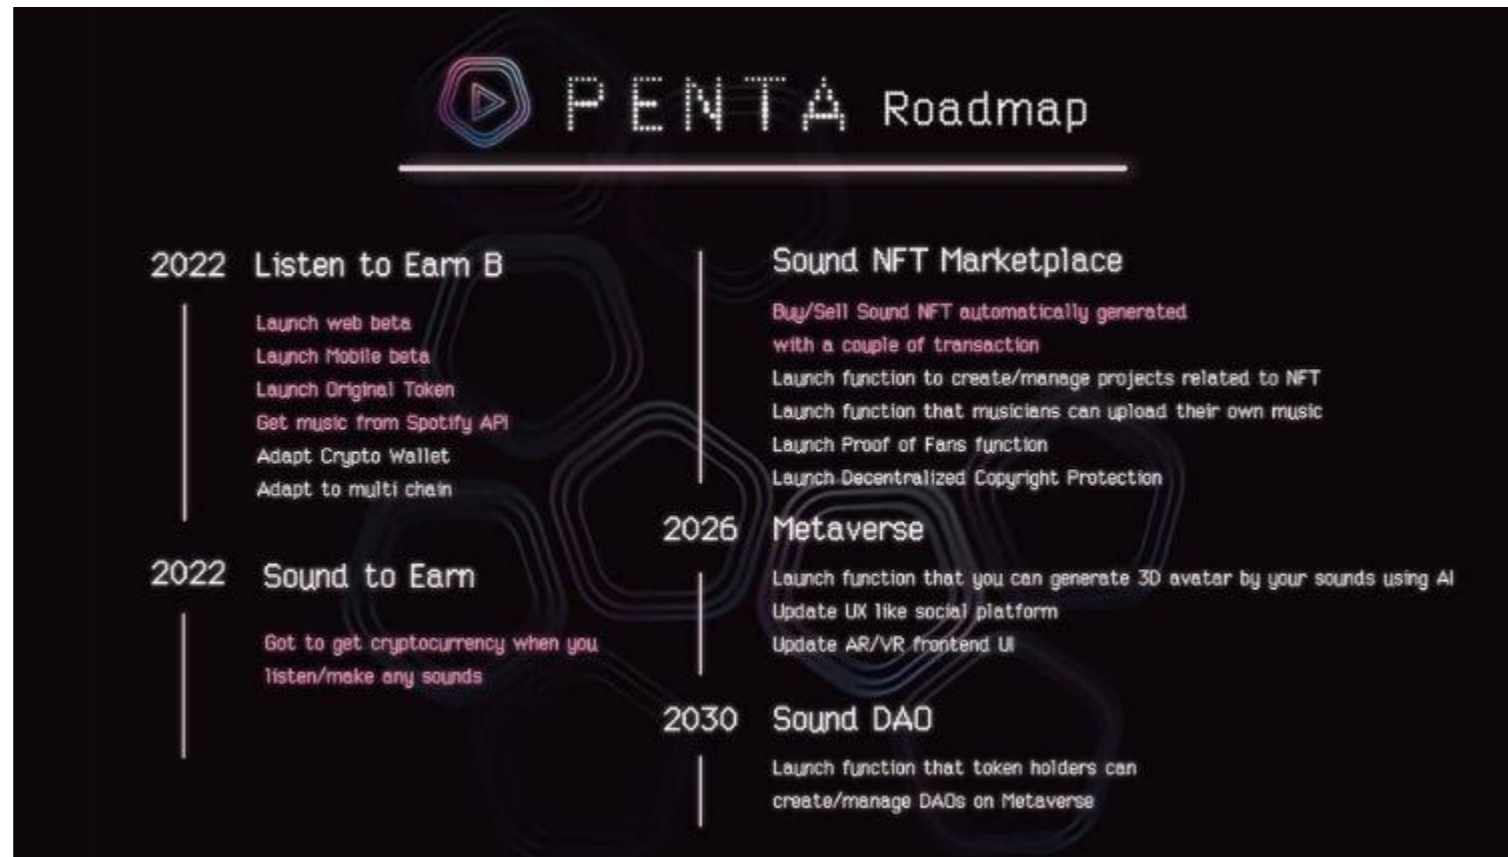 PENTA Roadmap
2022 Listen to Earn B
Launch web beta
Launch Mobile beta
Launch Original Token
Get music from Spotify API
Adapt Crypto Wallet
Adapt to multi chain
2022 Sound to Earn
Got to get cryptocurrency when you
listen/make any sounds
Sound NFT Marketplace
Buy/Sell Sound NFT automatically generated
with a couple of transaction
Launch function to create/manage projects related to NFT
Launch function that musicians can upload their own music
Launch Proof of Fans function
Launch Decentralized Copyright Protection
2026 Metaverse
Launch function that you can generate 3D avatar by your sounds using AI
Update UX like social platform
Update AR/VR frontend UI
2030 Sound DAO
Launch function that token holders can
create/manage DAOs on Metaverse